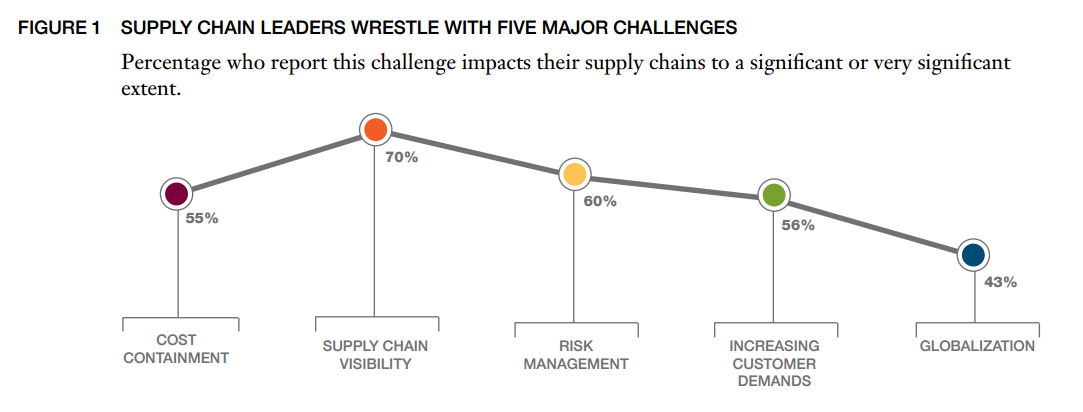 FIGURE 1 SUPPLY CHAIN LEADERS WRESTLE WITH FIVE MAJOR CHALLENGES
Percentage who report this challenge impacts their supply chains to a significant or very significant
extent.
70%
55%
60%
56%
43%
COST
CONTAINMENT
SUPPLY CHAIN
VISIBILITY
RISK
MANAGEMENT
INCREASING
CUSTOMER
DEMANDS
GLOBALIZATION